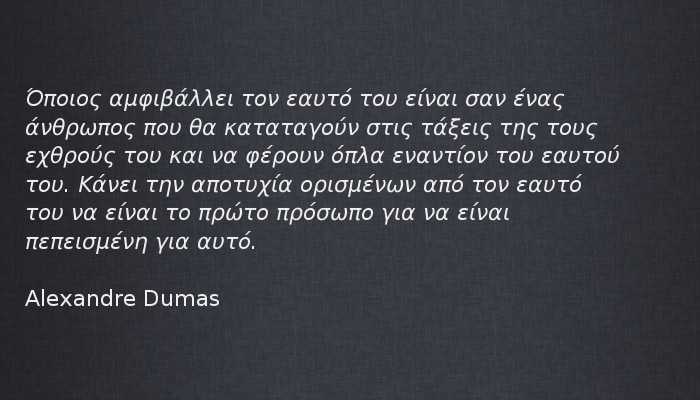 Όποιος αμφιβάλλει τον εαυτό του είναι σαν ένας
άνθρωπος που θα καταταγούν στις τάξεις της τους
εχθρούς του και να φέρουν όπλα εναντίον του εαυτού
του. Κάνει την αποτυχία ορισμένων από τον εαυτό
του να είναι το πρώτο πρόσωπο για να είναι
πεπεισμένη για αυτό.
Alexandre Dumas